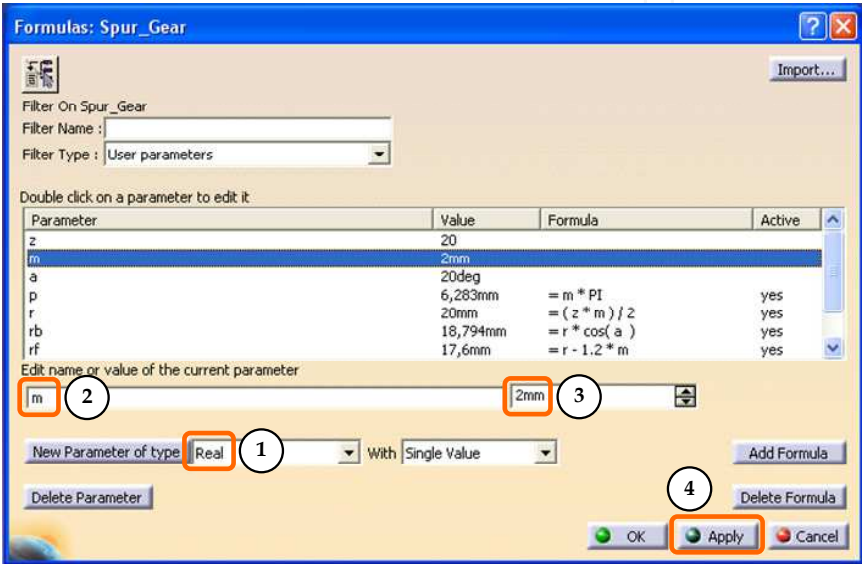 Formulas: Spur_Gear
Import...
Filter On Spur_Gear
Filter Name :
Filter Type : User parameters
Double click on a parameter to edit it
Parameter Value Formula Active
z 20
m 2mm
a 20deg
p 6,283mm = m * PI yes
r 20mm = ( z * m ) / 2 yes
rb 18,794mm = r * cos( a ) yes
rf 17,6mm = r - 1.2 * m yes
Edit name or value of the current parameter
m 2 2mm 3
New Parameter of type Real 1 With Single Value Add Formula
4
Delete Parameter Delete Formula
OK Apply Cancel